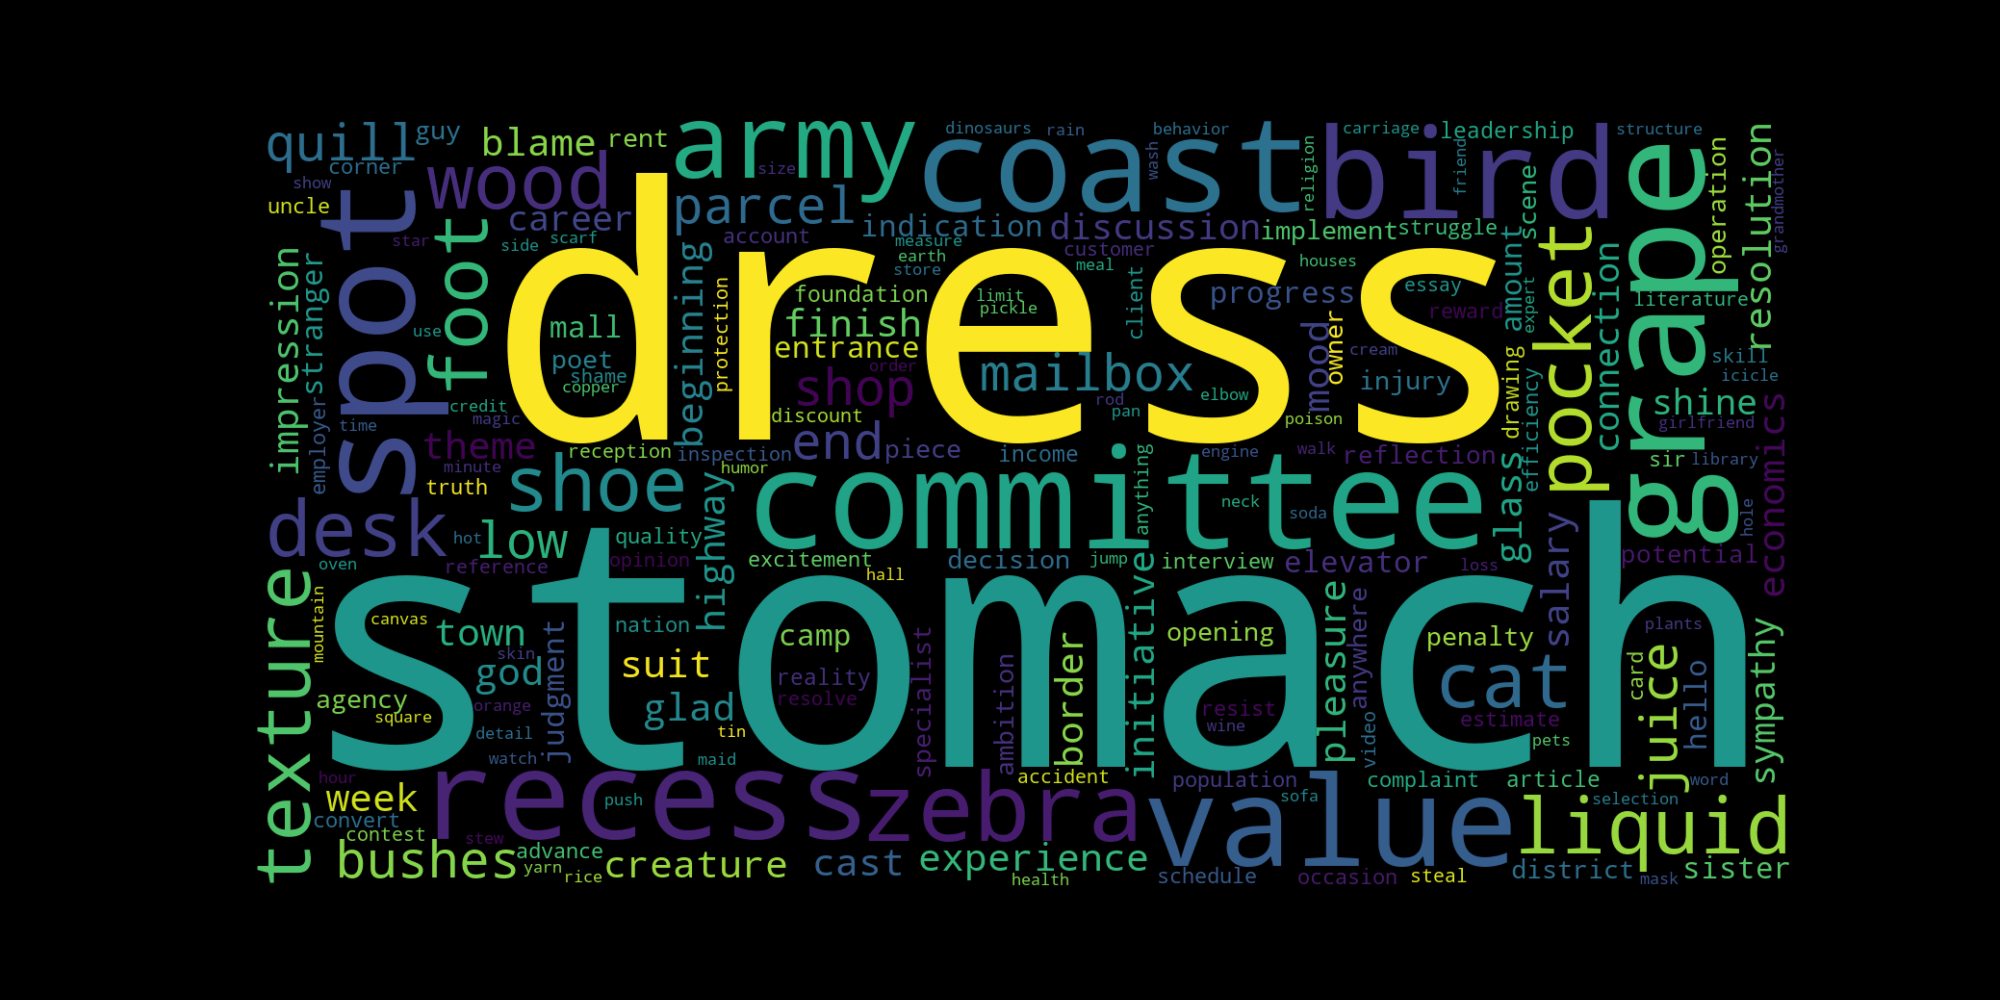 quill
guy
blame
rent
army
coast
dinosaurs
rain
behavior
bird
carriage
leadership
structure
grape
operation
resolution
grandmother
corner
show
uncle
spot
wood
size
wash
religion
friend
scene
career
parcel
indication
discussion
implement
struggle
star
foot
side
scarf
account
measure
earth
store
customer
meal
houses
amount
pocket
connection
impression
stranger
dress
beginning
protection
foundation
limit
pickle
client
progress
essay
expert
literature
use
mall
finish
reward
owner
mood
poet
shame
copper
entrance
order
mailbox
cream
injury
drawing
skill
icicle
employer
time
credit
magic
shop
rod
pan
elbow
discount
poison
efficiency
shine
girlfriend
economics
theme
reception
inspection
end
piece
income
anything
engine
walk
reflection
sir
library
minute
humor
truth
shoe
highway
committee
neck
soda
glass
hole
desk
hot
low
quality
oven
reference
opinion
excitement
hall
decision
jump
initiative
interview
elevator
loss
salary
potential
texture
mountain
canvas
stomach
town
skin
judgment
nation
camp
opening
pleasure
anywhere
penalty
plants
sympathy
god
suit
reality
resolve
specialist
ambition
border
cat
card
juice
hello
agency
square
orange
glad
tin
resist
wine
estimate
video
pets
detail
watch
maid
hour
week
convert
contest
recess
push
stew
zebra
accident
population
sofa
value
complaint
article
word
selection
liquid
bushes
advance
yarn
rice
creature
cast
experience
health
schedule
occasion
steal
district
mask
sister